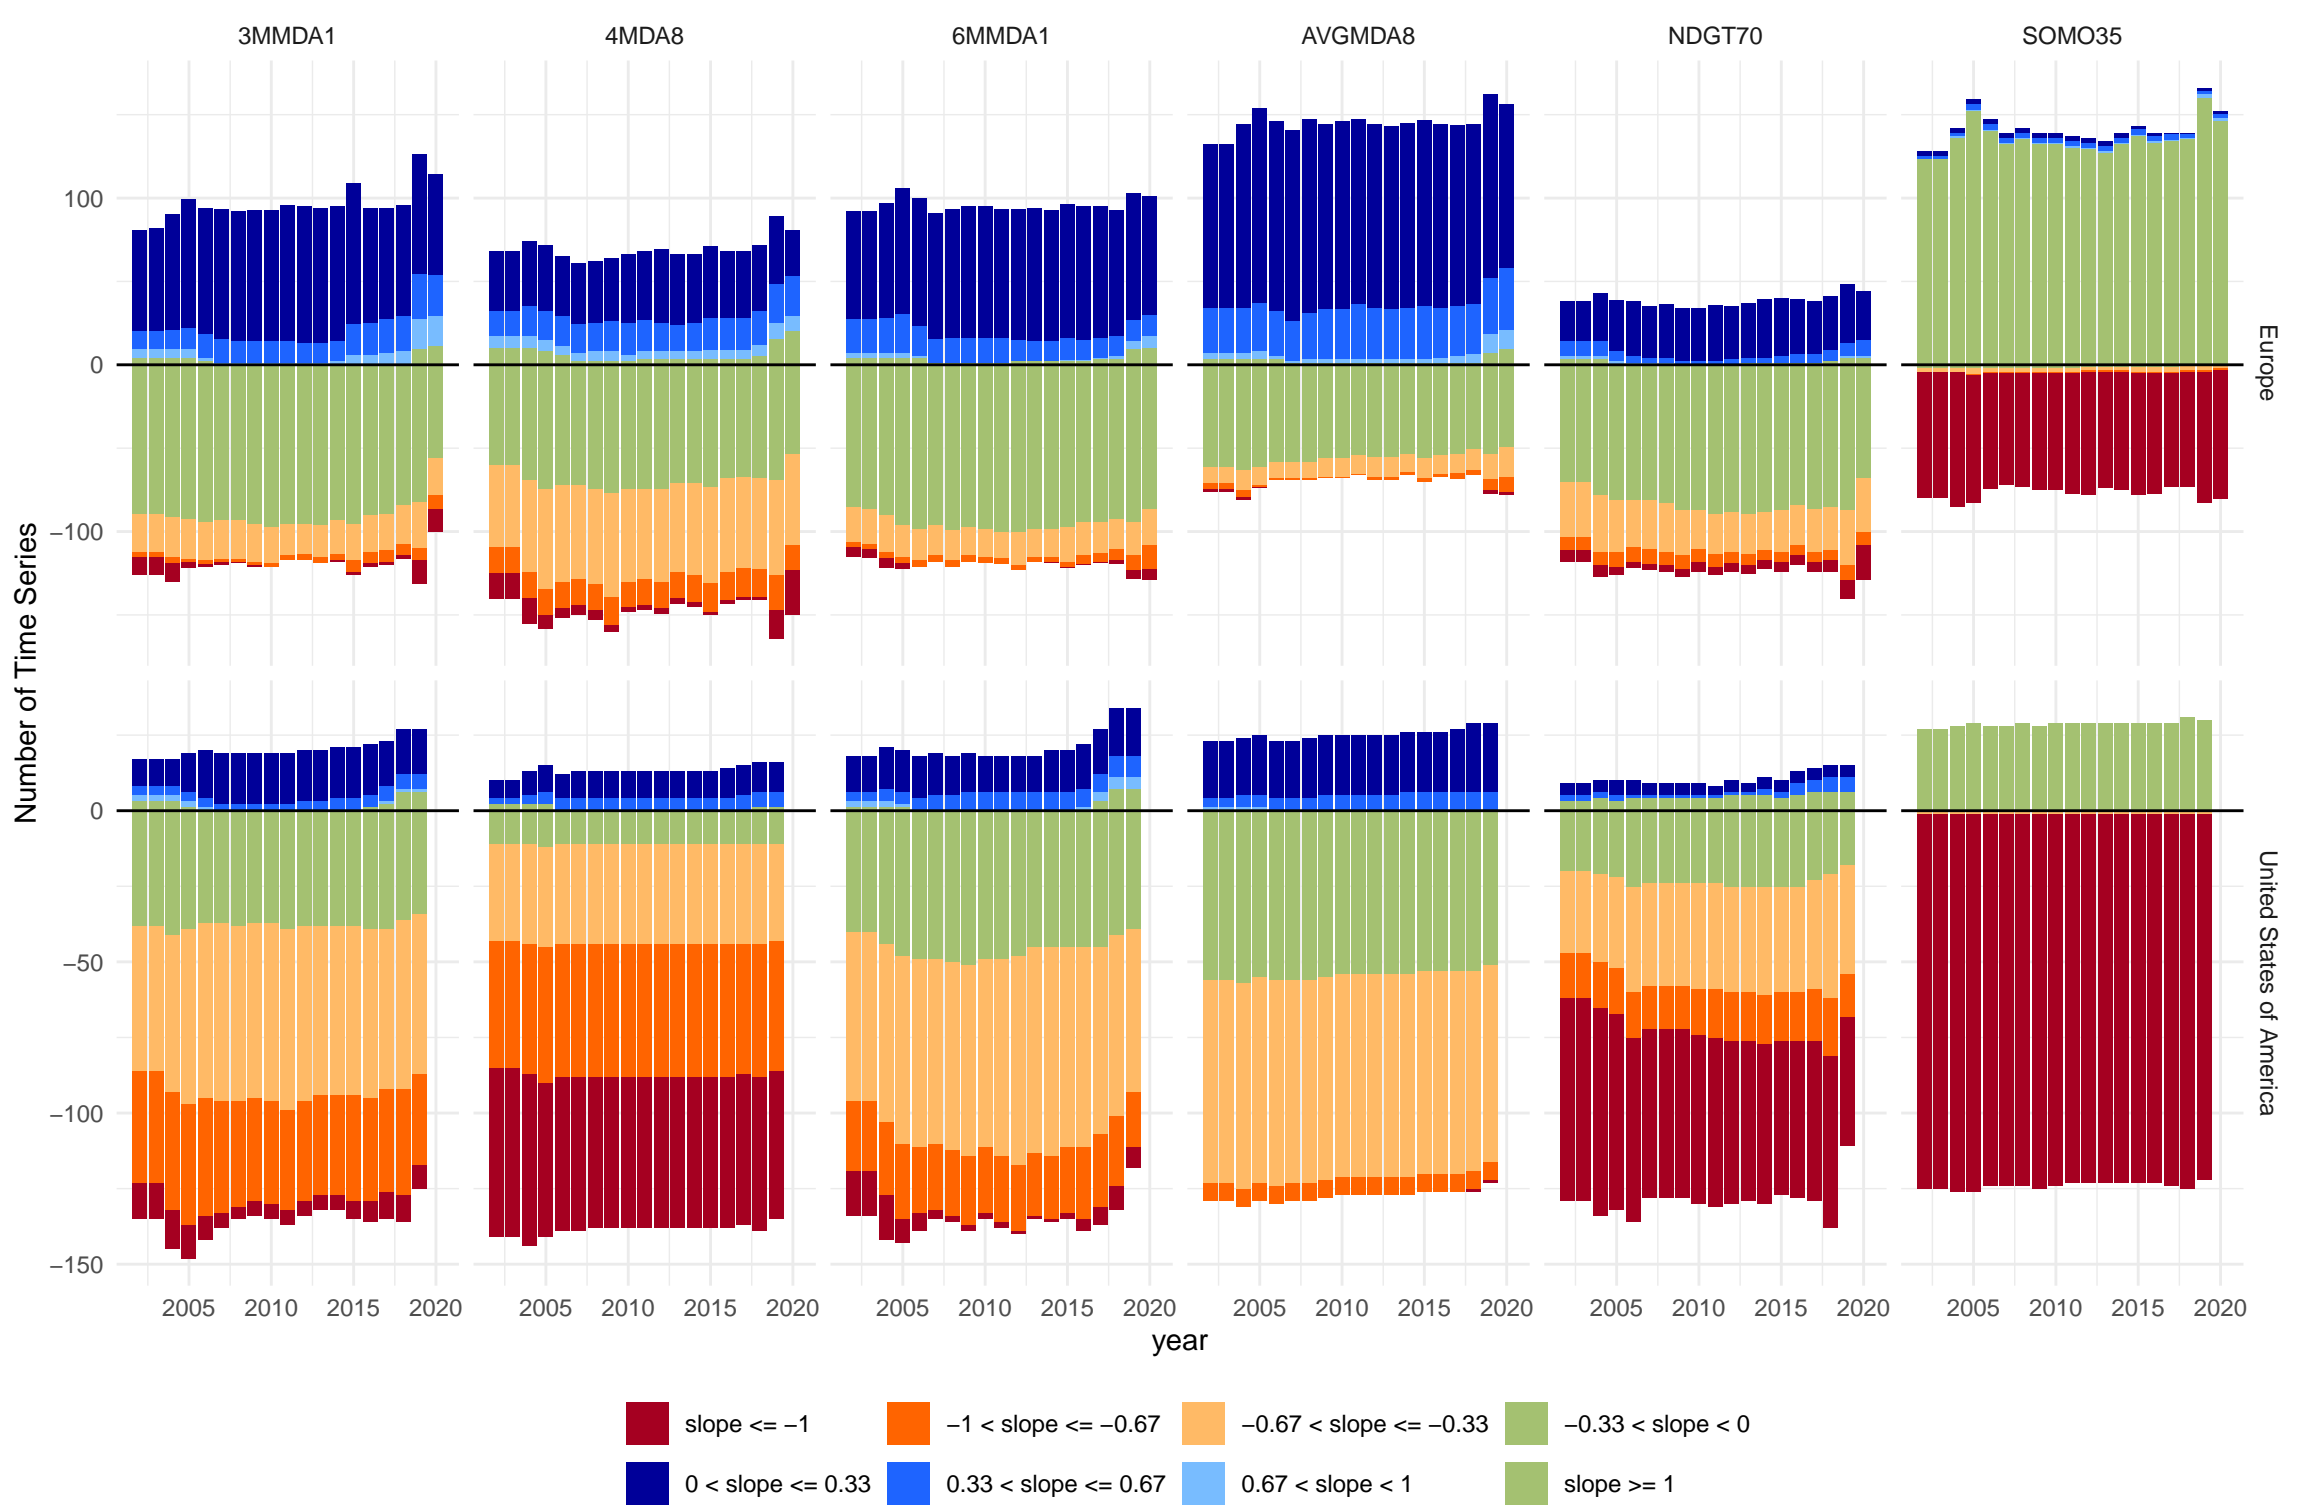 3MMDA1 4MDA8 6MMDA1 AVGMDA8 NDGT70 SOMO35
100
0
−100
Europe
Number of Time Series
0
−50
−100
−150
United States of America
2005 2010 2015 2020 2005 2010 2015 2020 2005 2010 2015 2020 2005 2010 2015 2020 2005 2010 2015 2020 2005 2010 2015 2020
year
slope <= −1 −1 < slope <= −0.67 −0.67 < slope <= −0.33 −0.33 < slope < 0
0 < slope <= 0.33 0.33 < slope <= 0.67 0.67 < slope < 1 slope >= 1